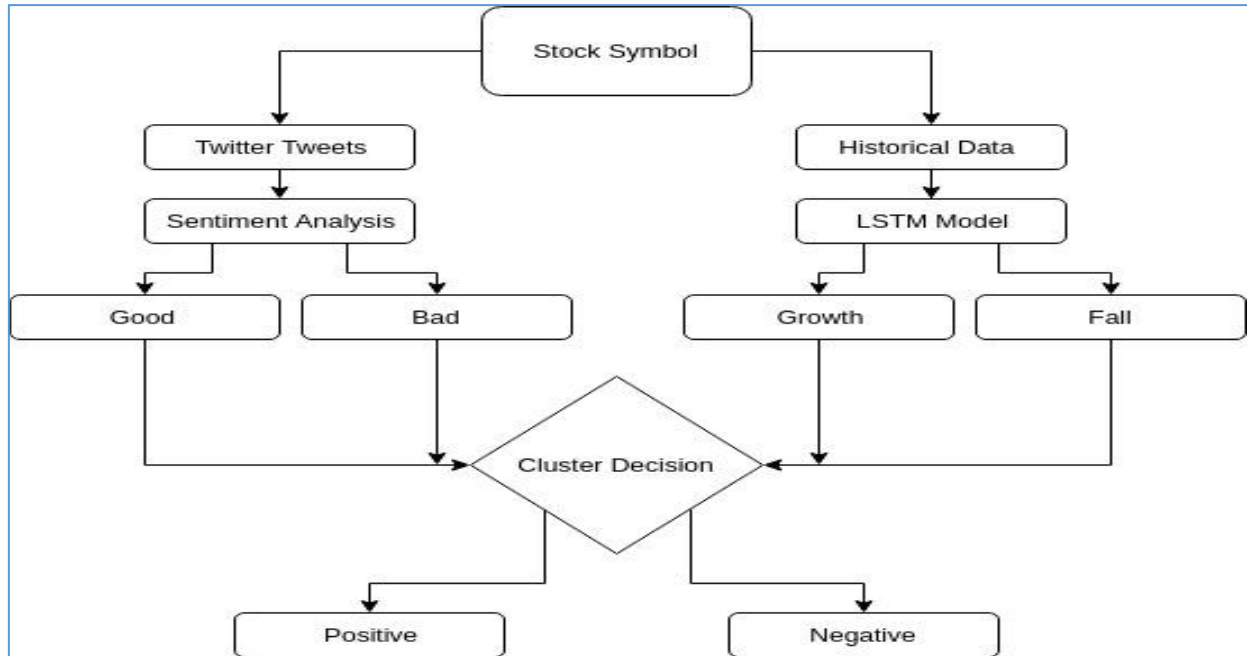 Stock Symbol
Twitter Tweets
Historical Data
Sentiment Analysis
LSTM Model
Good
Bad
Growth
Fall
Cluster Decision
Positive
Negative